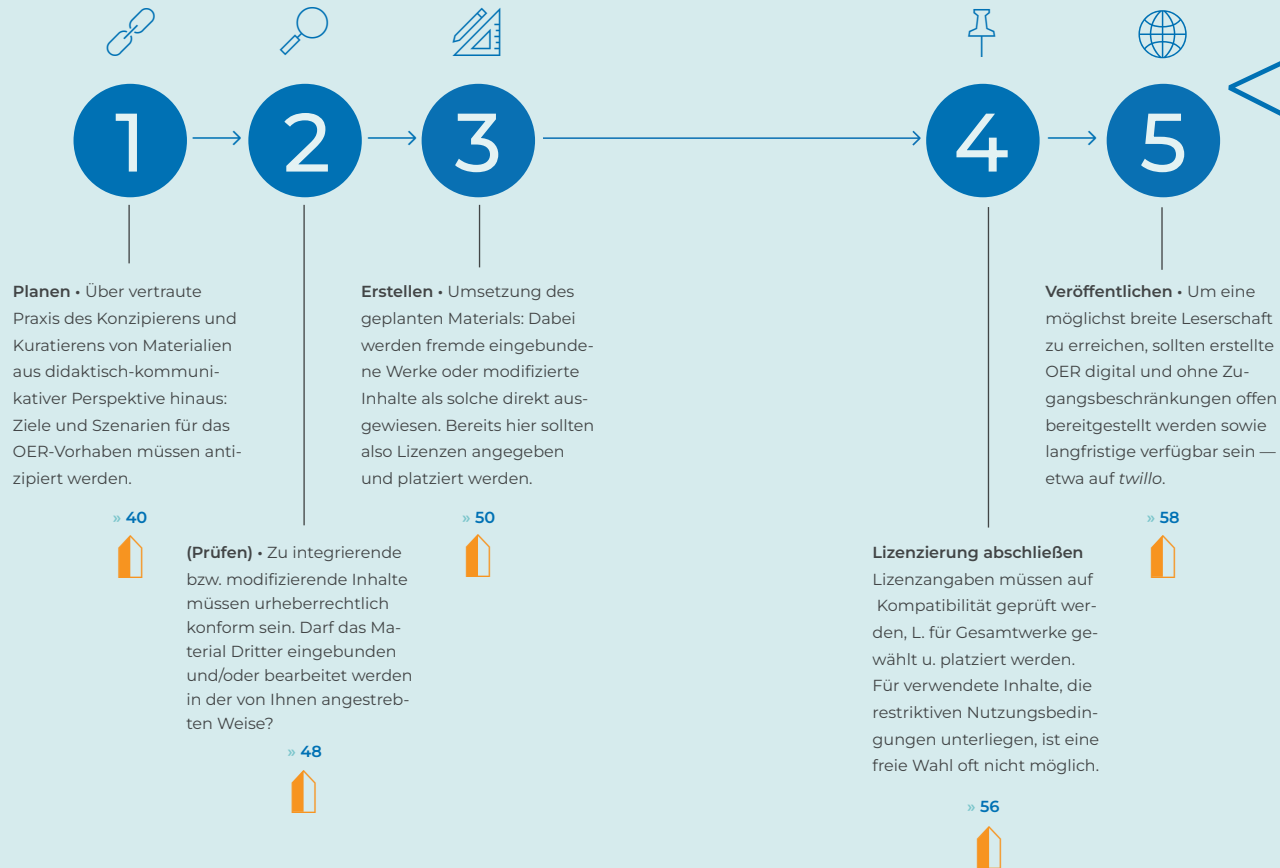 1
2
3
4
5
Planen • Über vertraute
Praxis des Konzipierens und
Kuratierens von Materialien
aus didaktisch-kommuni-
kativer Perspektive hinaus:
Ziele und Szenarien für das
OER-Vorhaben müssen anti-
zipiert werden.
» 40
(Prüfen) • Zu integrierende
bzw. modifizierende Inhalte
müssen urheberrechtlich
konform sein. Darf das Ma-
terial Dritter eingebunden
und/oder bearbeitet werden
in der von Ihnen angestreb-
ten Weise?
» 48
Erstellen • Umsetzung des
geplanten Materials: Dabei
werden fremde eingebunde-
ne Werke oder modifizierte
Inhalte als solche direkt aus-
gewiesen. Bereits hier sollten
also Lizenzen angegeben
und platziert werden.
» 50
Lizenzierung abschließen
Lizenzangaben müssen auf
Kompatibilität geprüft wer-
den, L. für Gesamtwerke ge-
wählt u. platziert werden.
Für verwendete Inhalte, die
restriktiven Nutzungsbedin-
gungen unterliegen, ist eine
freie Wahl oft nicht möglich.
» 56
Veröffentlichen • Um eine
möglichst breite Leserschaft
zu erreichen, sollten erstellte
OER digital und ohne Zu-
gangsbeschränkungen offen
bereitgestellt werden sowie
langfristige verfügbar sein —
etwa auf twillo.
» 58